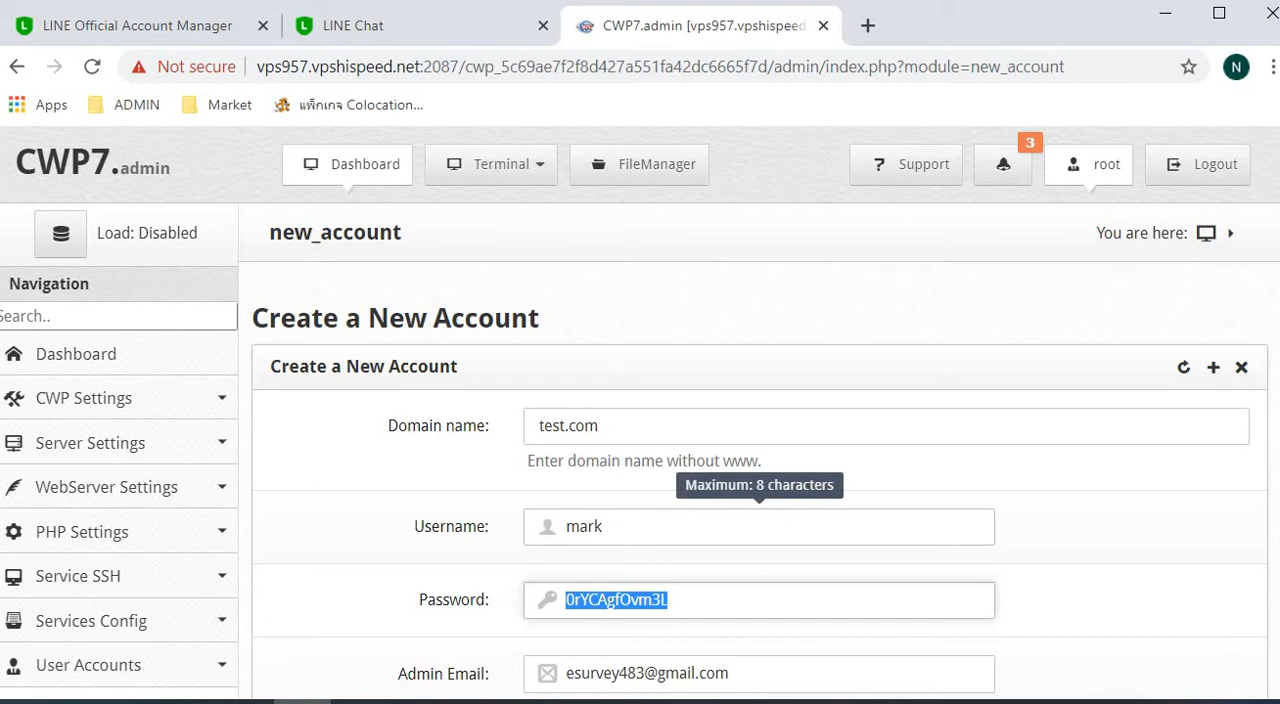 LINE Official Account Manager
LINE Chat
CWP7.admin [vps957.vpshispeed
Not secure
vps957.vpshispeed.net:2087/cwp_5c69ae7f2f8d427a551fa42dc6665f7d/admin/index.php?module=new_account
N
Apps
ADMIN
Market
แพ็กเกจ Colocation...
CWP7.admin
Dashboard
Terminal
FileManager
? Support
3
root
Logout
Load: Disabled
new_account
You are here:
Navigation
Search..
Dashboard
CWP Settings
Server Settings
WebServer Settings
PHP Settings
Service SSH
Services Config
User Accounts
Create a New Account
Create a New Account
Domain name:
test.com
Enter domain name without www.
Maximum: 8 characters
Username:
mark
Password:
0rYCAgfOvm3L
Admin Email:
esurvey483@gmail.com